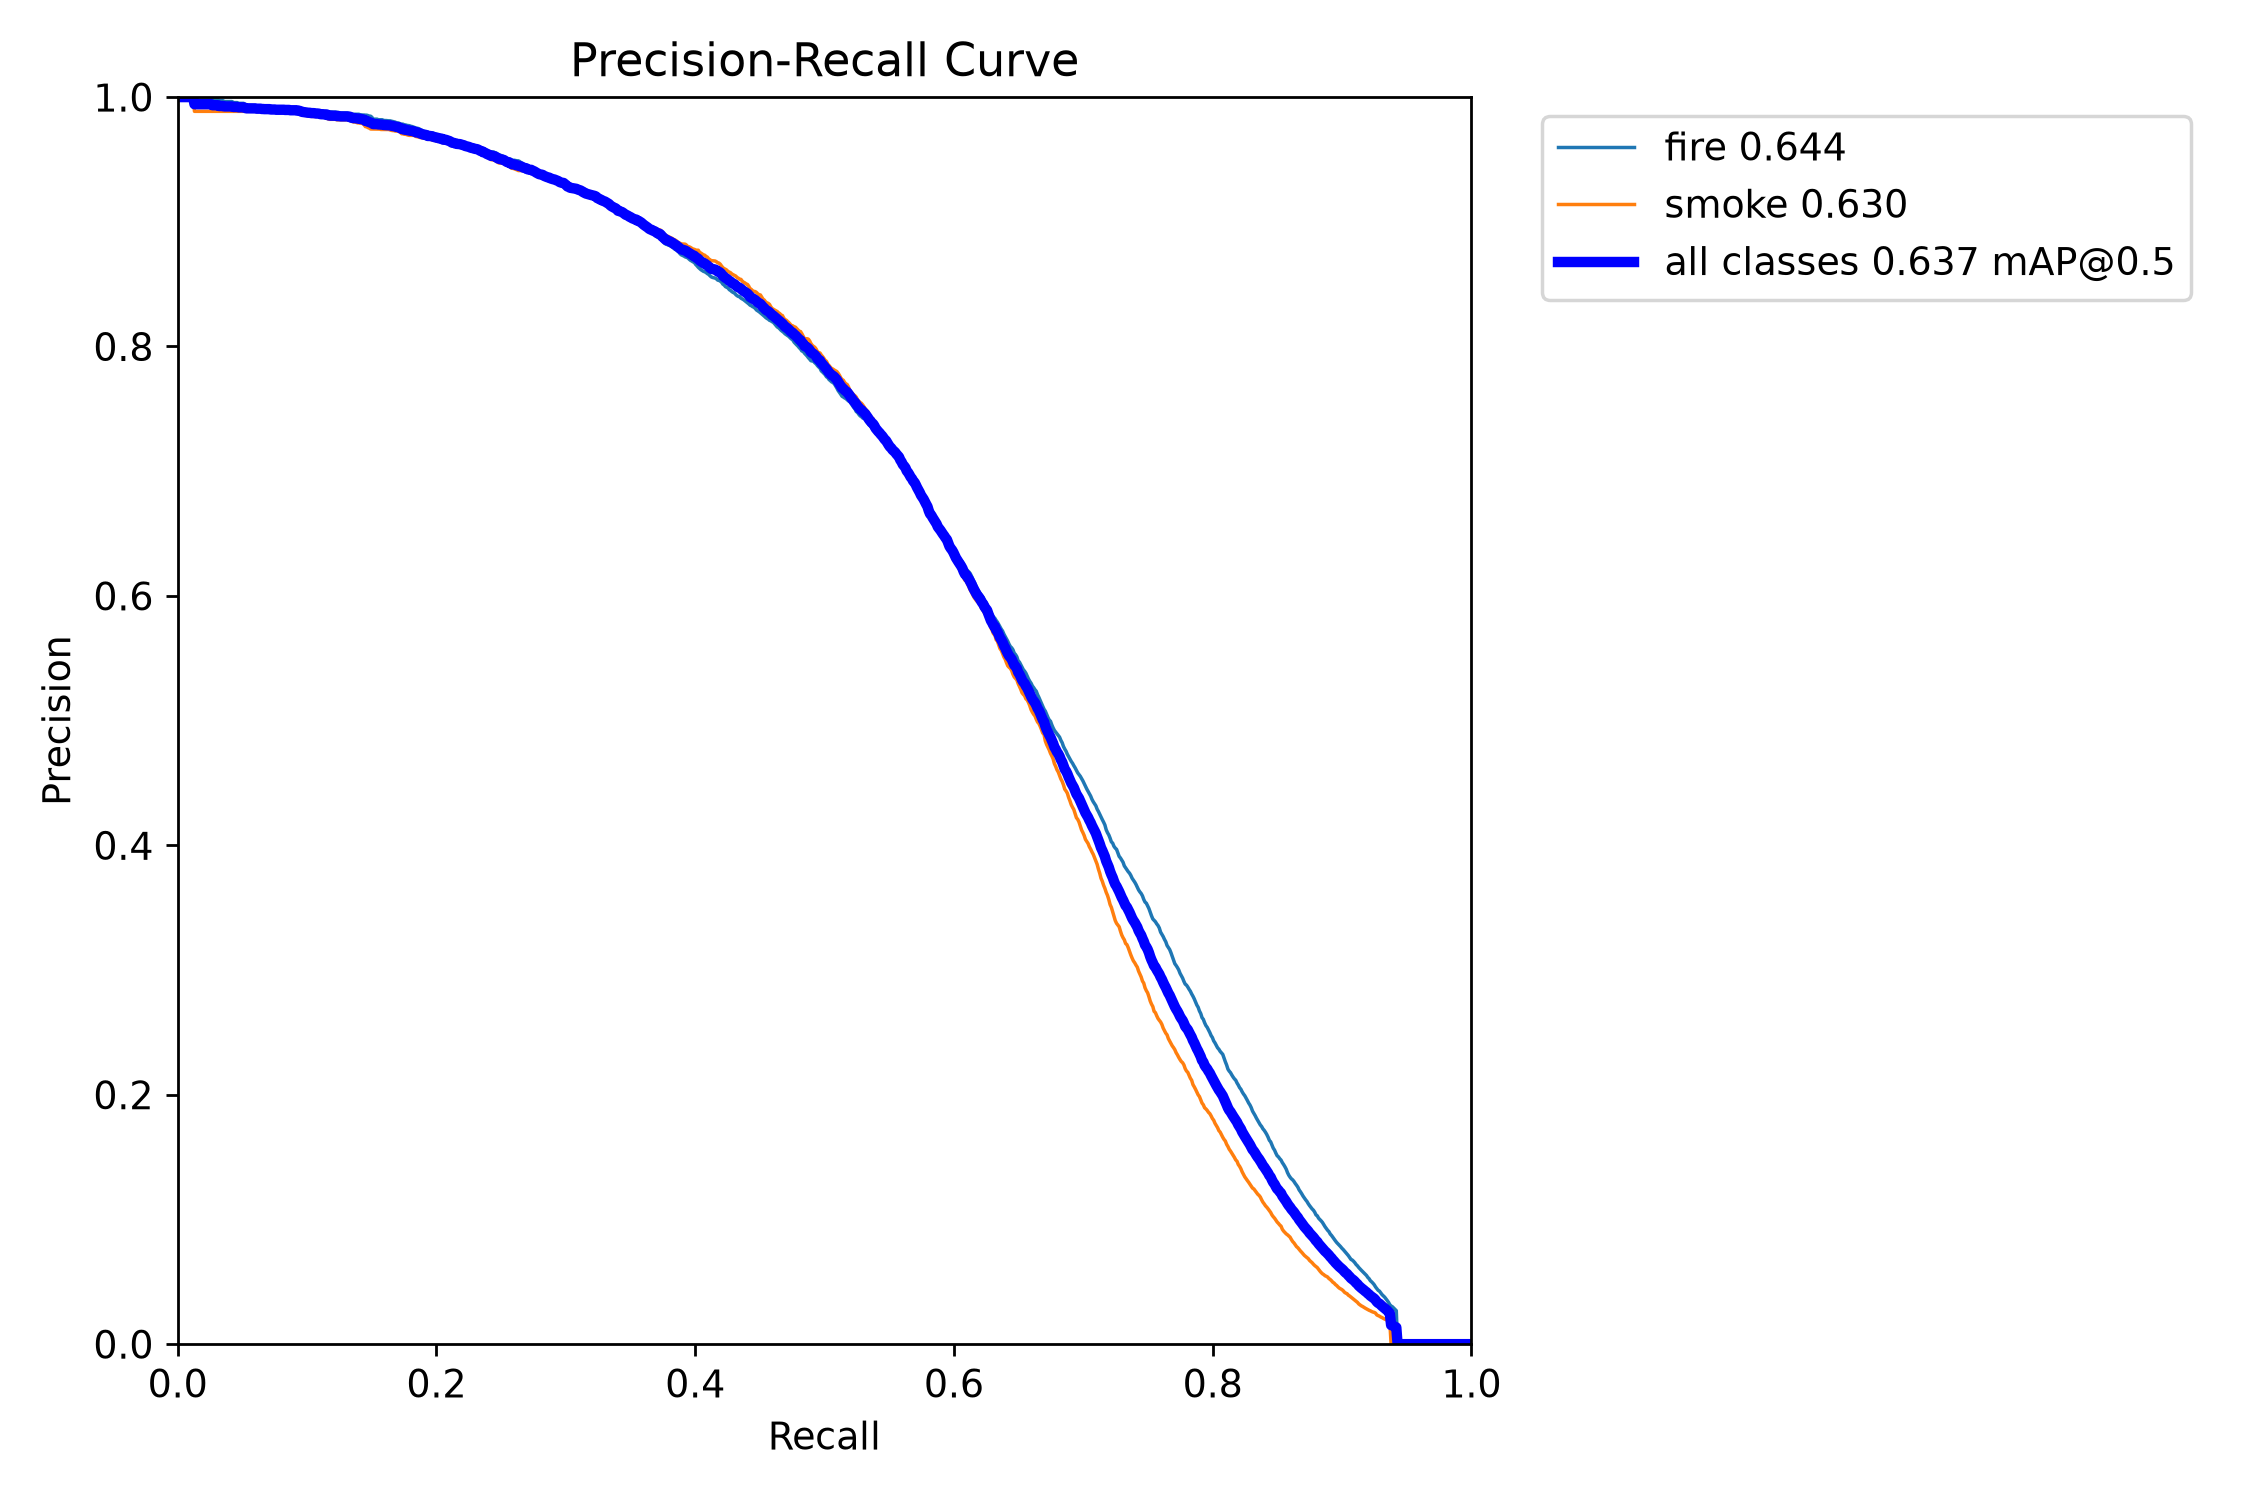 Precision-Recall Curve
1.0
0.8
0.6
0.4
0.2
0.0
Precision
0.0 0.2 0.4 0.6 0.8 1.0
Recall
fire 0.644
smoke 0.630
all classes 0.637 mAP@0.5